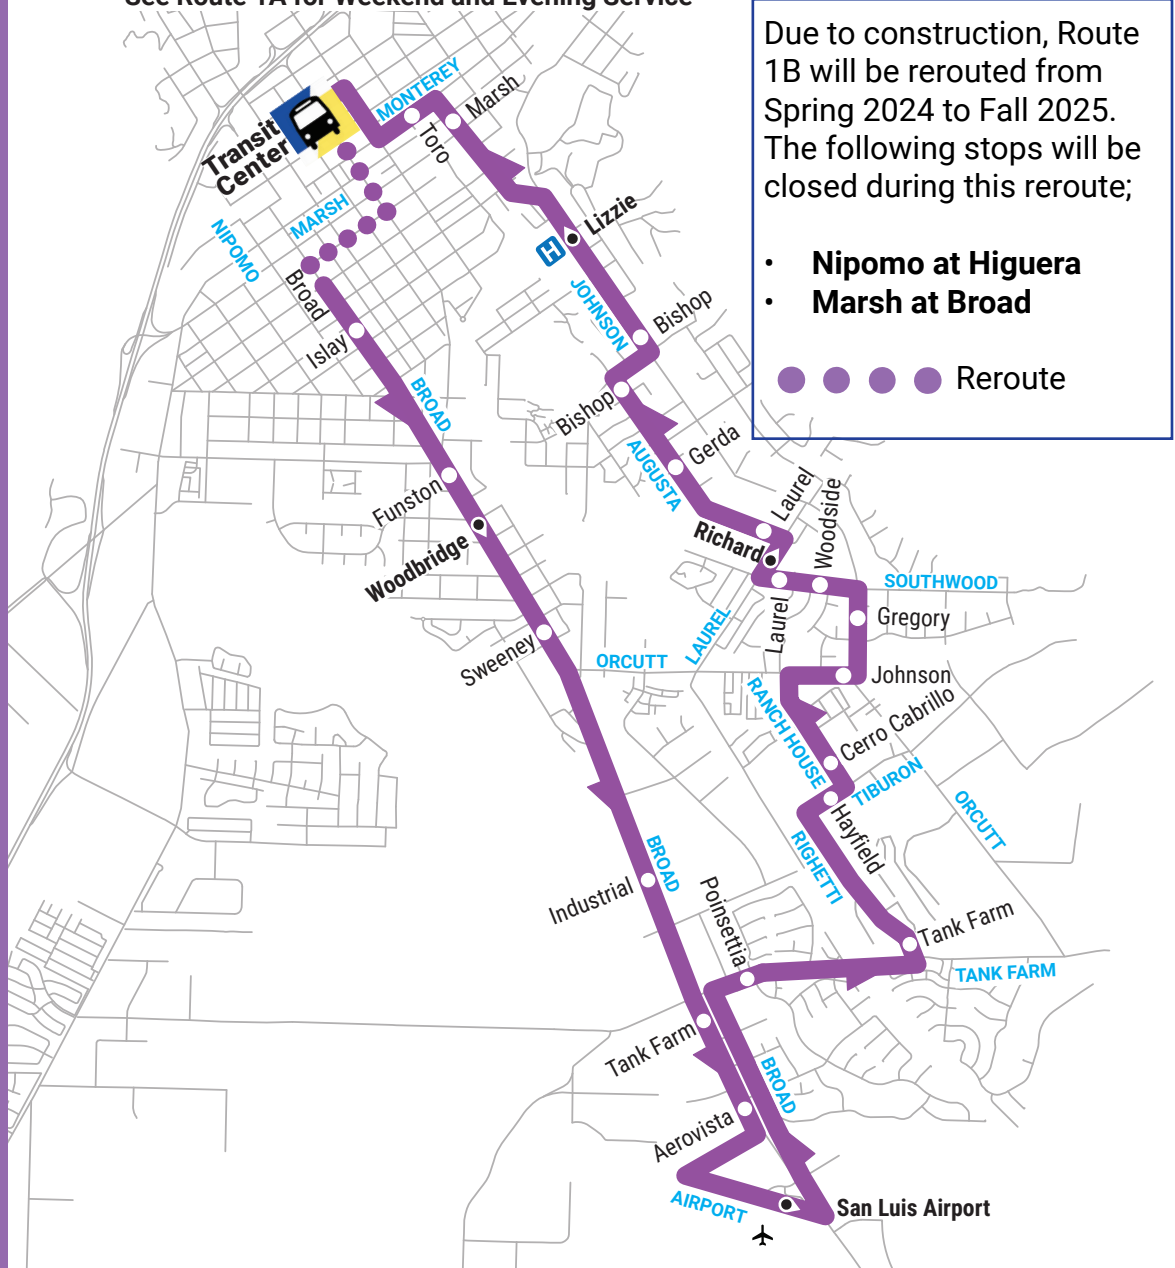 See Route 1A for Weekend and Evening Service
Due to construction, Route
1B will be rerouted from
Spring 2024 to Fall 2025.
The following stops will be
closed during this reroute;
• Nipomo at Higuera
• Marsh at Broad
Reroute
MONTEREY
Marsh
Toro
Transit
Center
MARSH
NIPOMO
Lizzie
H
Broad
JOHNSON
Bishop
Islay
BROAD
Bishop
Gerda
AUGUSTA
Funston
Laurel
Woodside
Richard
Woodbridge
SOUTHWOOD
Laurel
Gregory
LAUREL
Sweeney
ORCUTT
Johnson
RANCH HOUSE
Cerro Cabrillo
TIBURON
ORCUTT
Hayfield
RIGHETTI
BROAD
Industrial
Poinsettia
Tank Farm
TANK FARM
Tank Farm
BROAD
Aerovista
AIRPORT
San Luis Airport